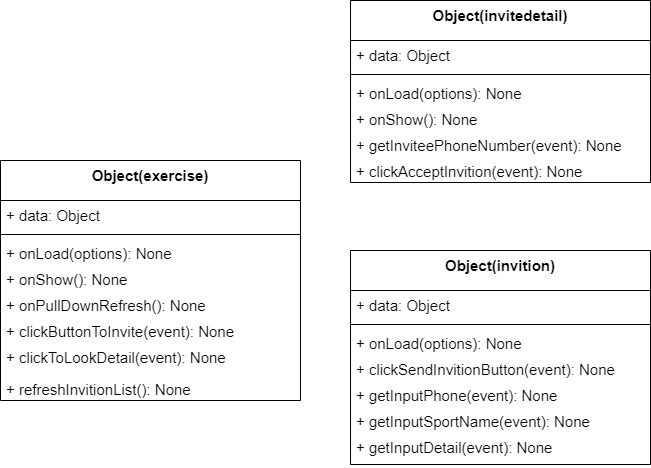 Object(invitedetail)
+ data: Object
+ onLoad(options): None
+ onShow(): None
+ getInviteePhoneNumber(event): None
+ clickAcceptInvition(event): None
Object(exercise)
+ data: Object
+ onLoad(options): None
+ onShow(): None
+ onPullDownRefresh(): None
+ clickButtonToInvite(event): None
+ clickToLookDetail(event): None
+ refreshInvitionList(): None
Object(invition)
+ data: Object
+ onLoad(options): None
+ clickSendInvitionButton(event): None
+ getInputPhone(event): None
+ getInputSportName(event): None
+ getInputDetail(event): None